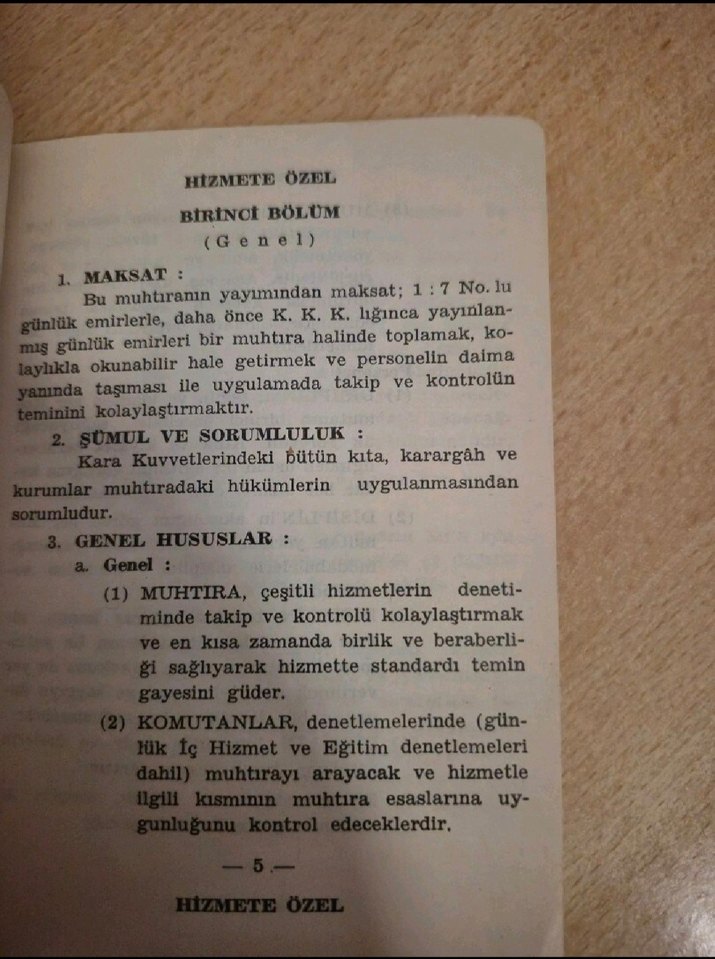 HİZMETE ÖZEL
BİRİNCİ BÖLÜM
(Genel)
1. MAKSAT :
Bu muhtıranın yayımından maksat; 1 : 7 No. lu
günlük emirlerle, daha önce K. K. K. lığınca yayınlan-
mış günlük emirleri bir muhtıra halinde toplamak, ko-
laylıkla okunabilir hale getirmek ve personelin daima
yanında taşıması ile uygulamada takip ve kontrolün
teminini kolaylaştırmaktır.
2. ŞÜMUL VE SORUMLULUK :
Kara Kuvvetlerindeki bütün kıta, karargâh ve
kurumlar muhtıradaki hükümlerin uygulanmasından
sorumludur.
3. GENEL HUSUSLAR :
a. Genel :
(1) MUHTIRA, çeşitli hizmetlerin deneti-
minde takip ve kontrolü kolaylaştırmak
ve en kısa zamanda birlik ve beraberli-
ği sağlıyarak hizmette standardı temin
gayesini güder.
(2) KOMUTANLAR, denetlemelerinde (gün-
lük İç Hizmet ve Eğitim denetlemeleri
dahil) muhtırayı arayacak ve hizmetle
ilgili kısmının muhtıra esaslarına uy-
gunluğunu kontrol edeceklerdir.
— 5 —
HİZMETE ÖZEL